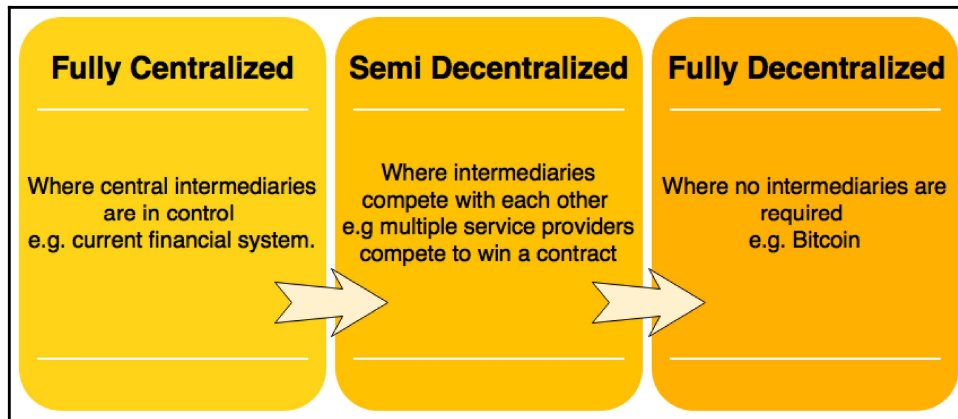 Fully Centralized
Where central intermediaries
are in control
e.g. current financial system.
Semi Decentralized
Where intermediaries
compete with each other
e.g multiple service providers
compete to win a contract
Fully Decentralized
Where no intermediaries are
required
e.g. Bitcoin